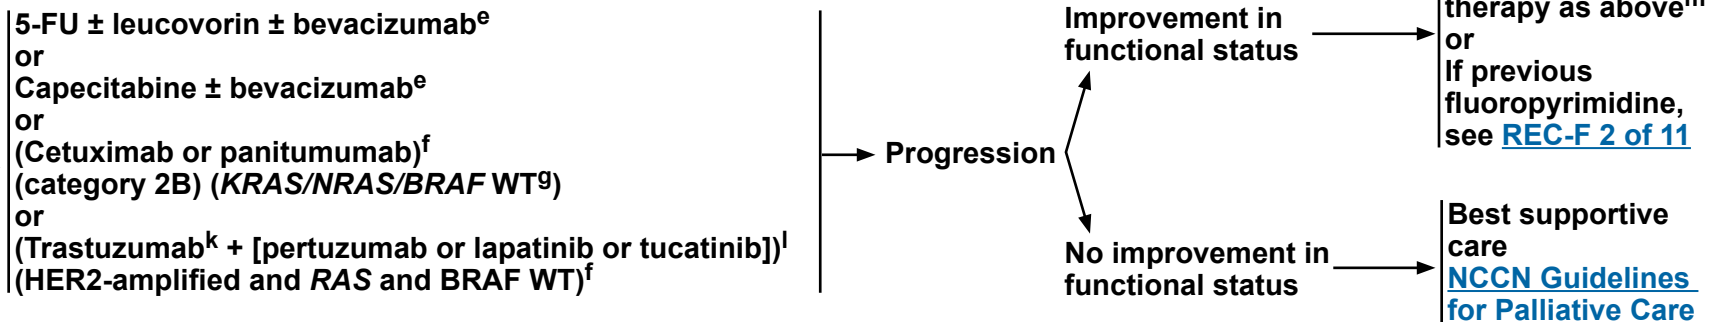 5-FU ± leucovorin ± bevacizumabᵉ
or
Capecitabine ± bevacizumabᵉ
or
(Cetuximab or panitumumab)ᶠ
(category 2B) (KRAS/NRAS/BRAF WTᵍ)
or
(Trastuzumabᵏ + [pertuzumab or lapatinib or tucatinib])ˡ
(HER2-amplified and RAS and BRAF WT)ᶠ
Progression
Improvement in
functional status
therapy as above
or
If previous
fluoropyrimidine,
see REC-F 2 of 11
No improvement in
functional status
Best supportive
care
NCCN Guidelines
for Palliative Care